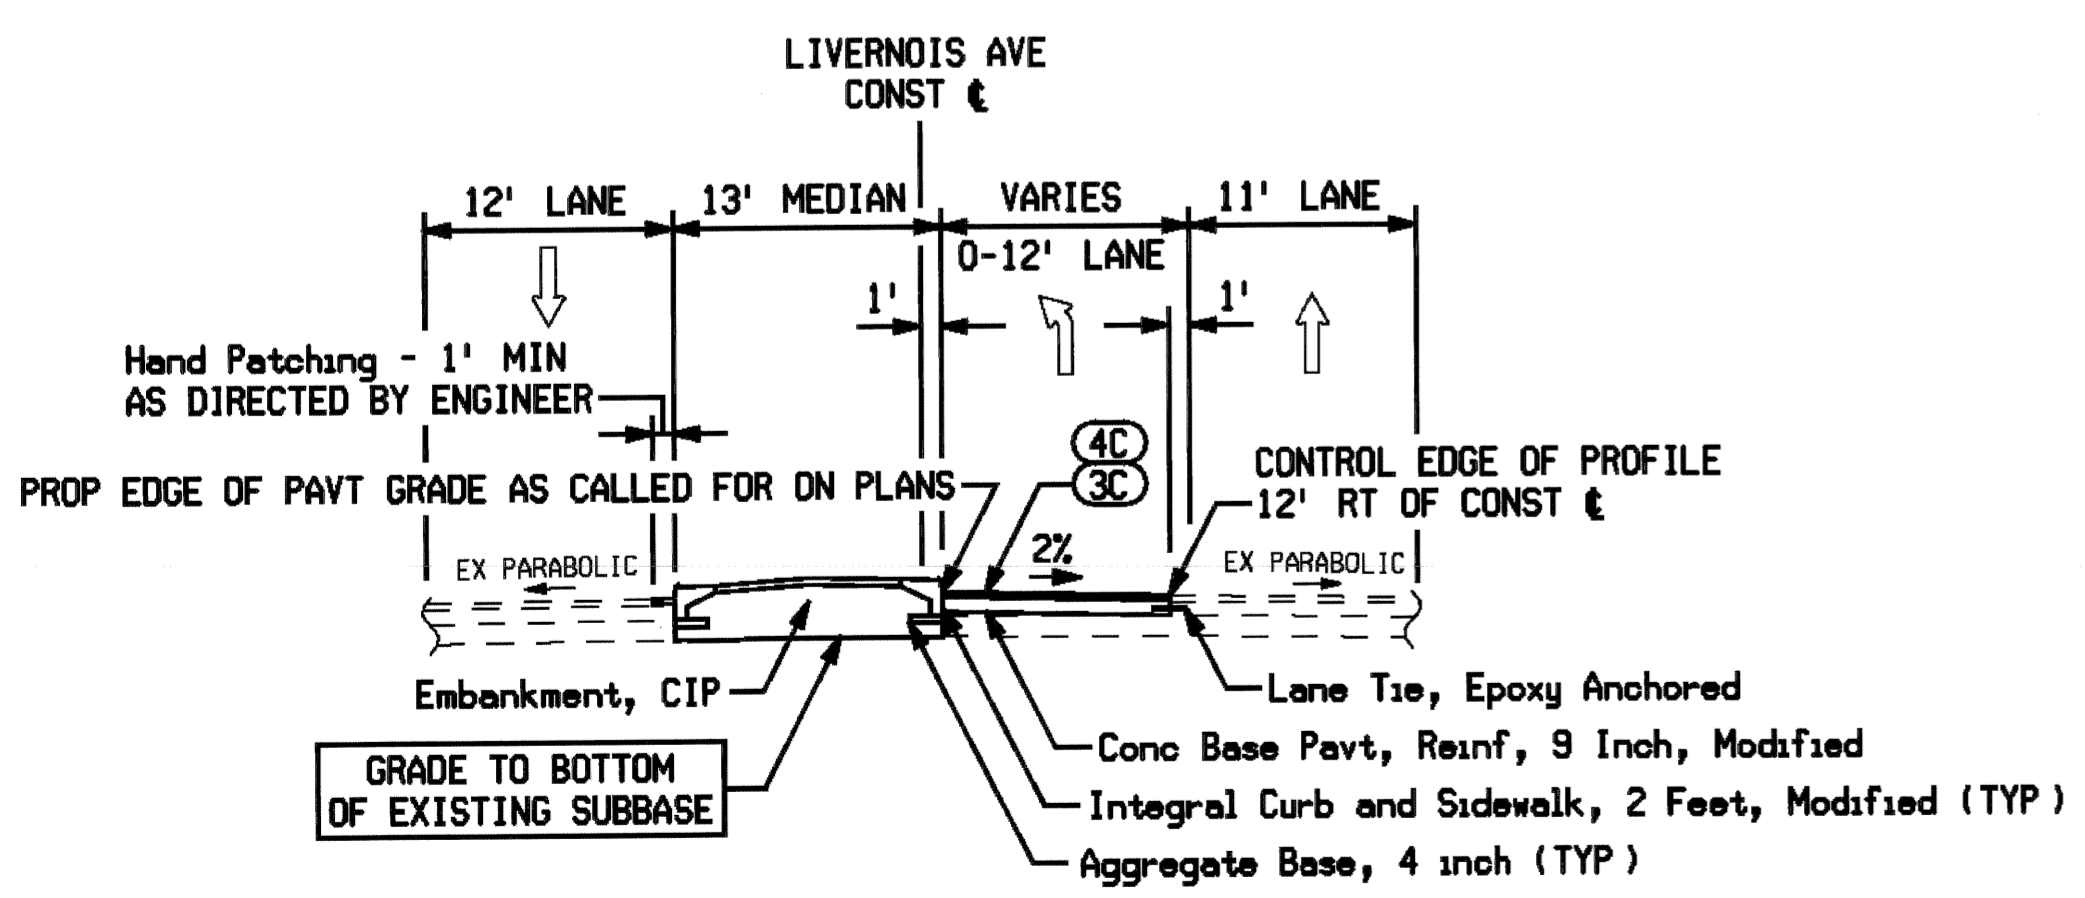 LIVERNOIS AVE
CONST ℄
12' LANE
13' MEDIAN
VARIES
11' LANE
0-12' LANE
1'
1'
Hand Patching - 1' MIN
AS DIRECTED BY ENGINEER
4C
3C
CONTROL EDGE OF PROFILE
12' RT OF CONST ℄
PROP EDGE OF PAVT GRADE AS CALLED FOR ON PLANS
2%
EX PARABOLIC
EX PARABOLIC
Embankment, CIP
Lane Tie, Epoxy Anchored
Conc Base Pavt, Reinf, 9 Inch, Modified
GRADE TO BOTTOM
OF EXISTING SUBBASE
Integral Curb and Sidewalk, 2 Feet, Modified (TYP)
Aggregate Base, 4 inch (TYP)